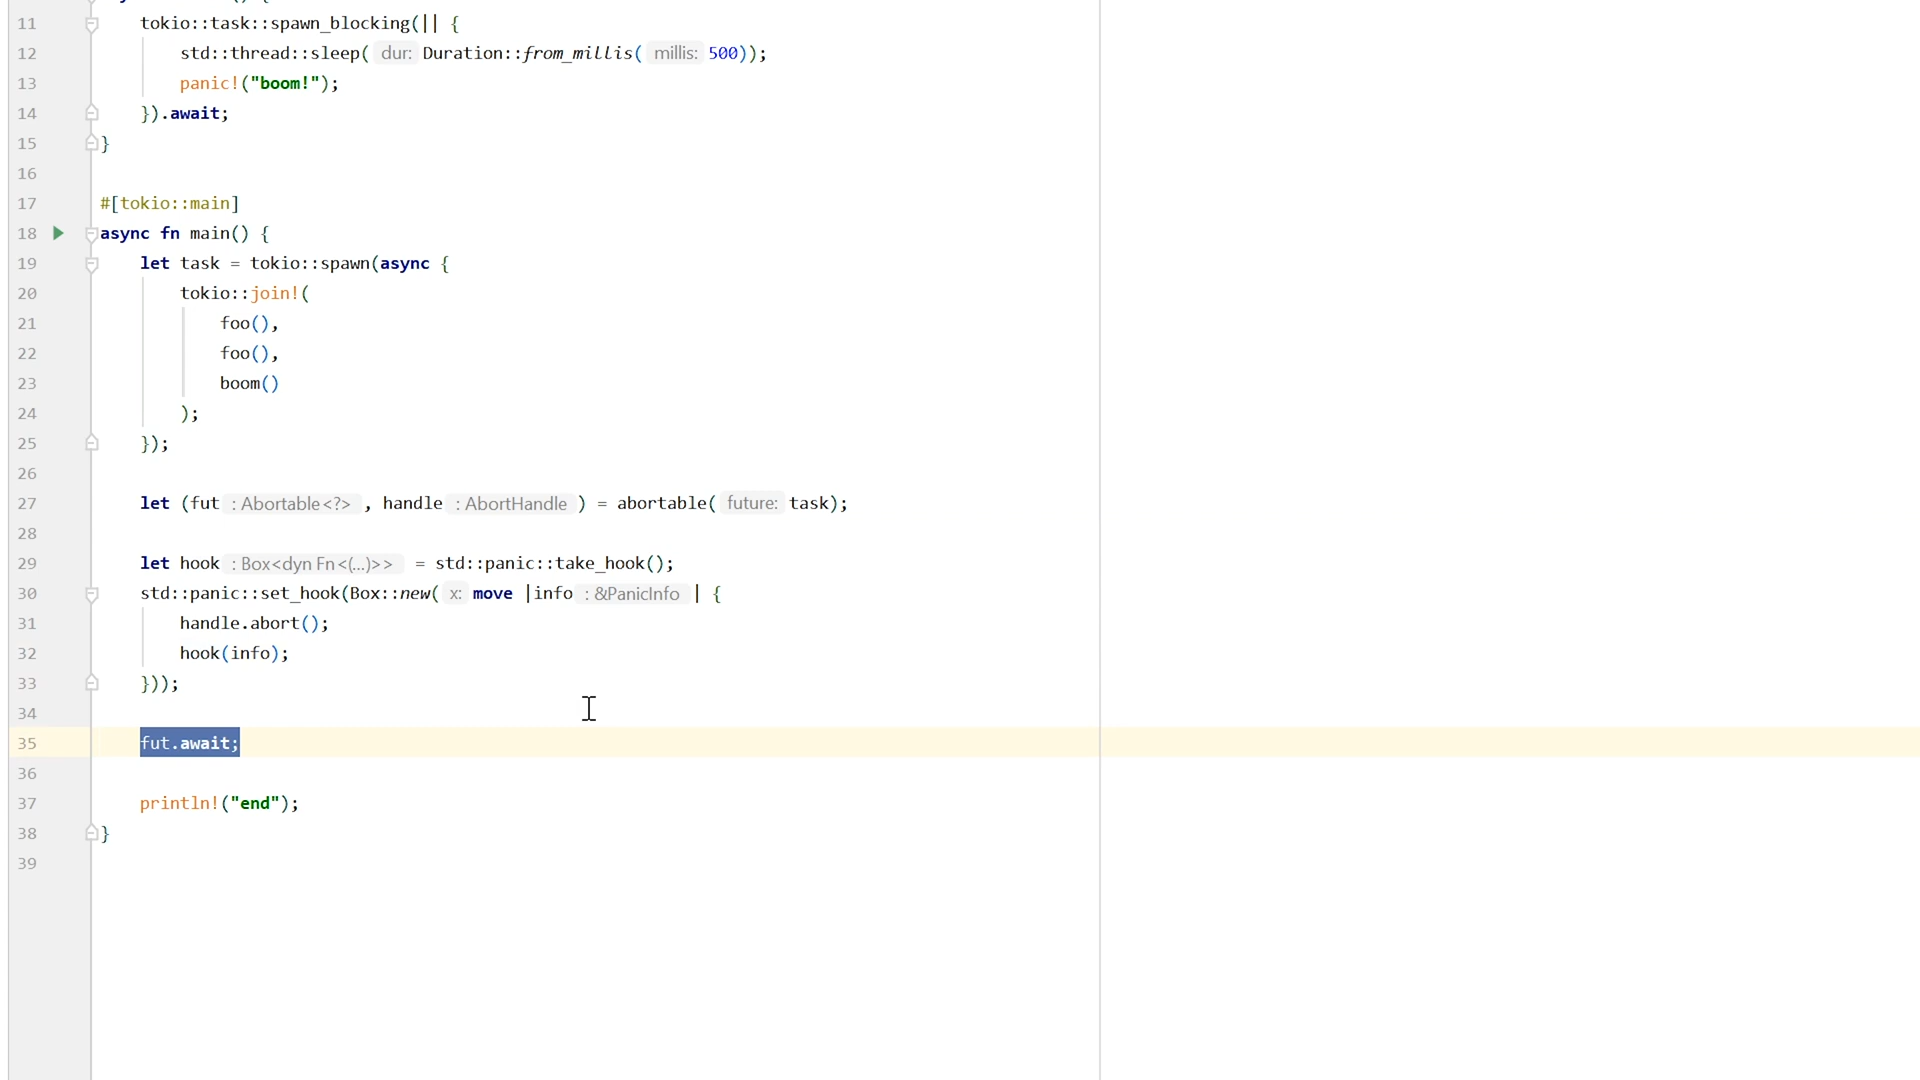 11 tokio::task::spawn_blocking(|| {
12 std::thread::sleep( dur: Duration::from_millis( millis: 500));
13 panic!("boom!");
14 }).await;
15 }
16
17 #[tokio::main]
18 async fn main() {
19 let task = tokio::spawn(async {
20 tokio::join!(
21 foo(),
22 foo(),
23 boom()
24 );
25 });
26
27 let (fut : Abortable<?> , handle : AbortHandle ) = abortable( future: task);
28
29 let hook : Box<dyn Fn<(...)>> = std::panic::take_hook();
30 std::panic::set_hook(Box::new( x: move |info : &PanicInfo | {
31 handle.abort();
32 hook(info);
33 }));
34
35 fut.await;
36
37 println!("end");
38 }
39